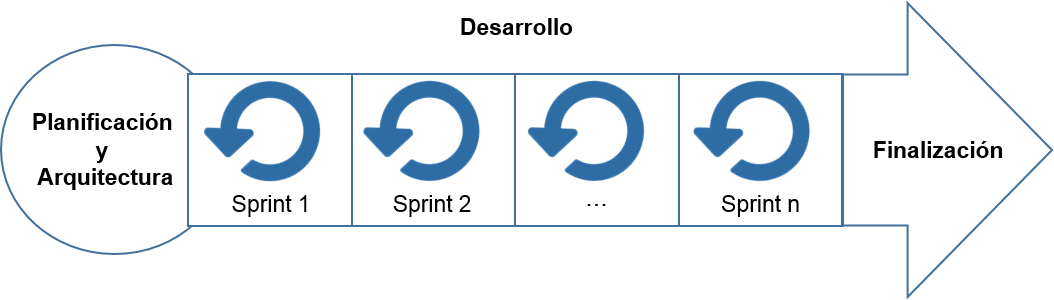 Desarrollo
Planificación
y
Arquitectura
Sprint 1
Sprint 2
...
Sprint n
Finalización